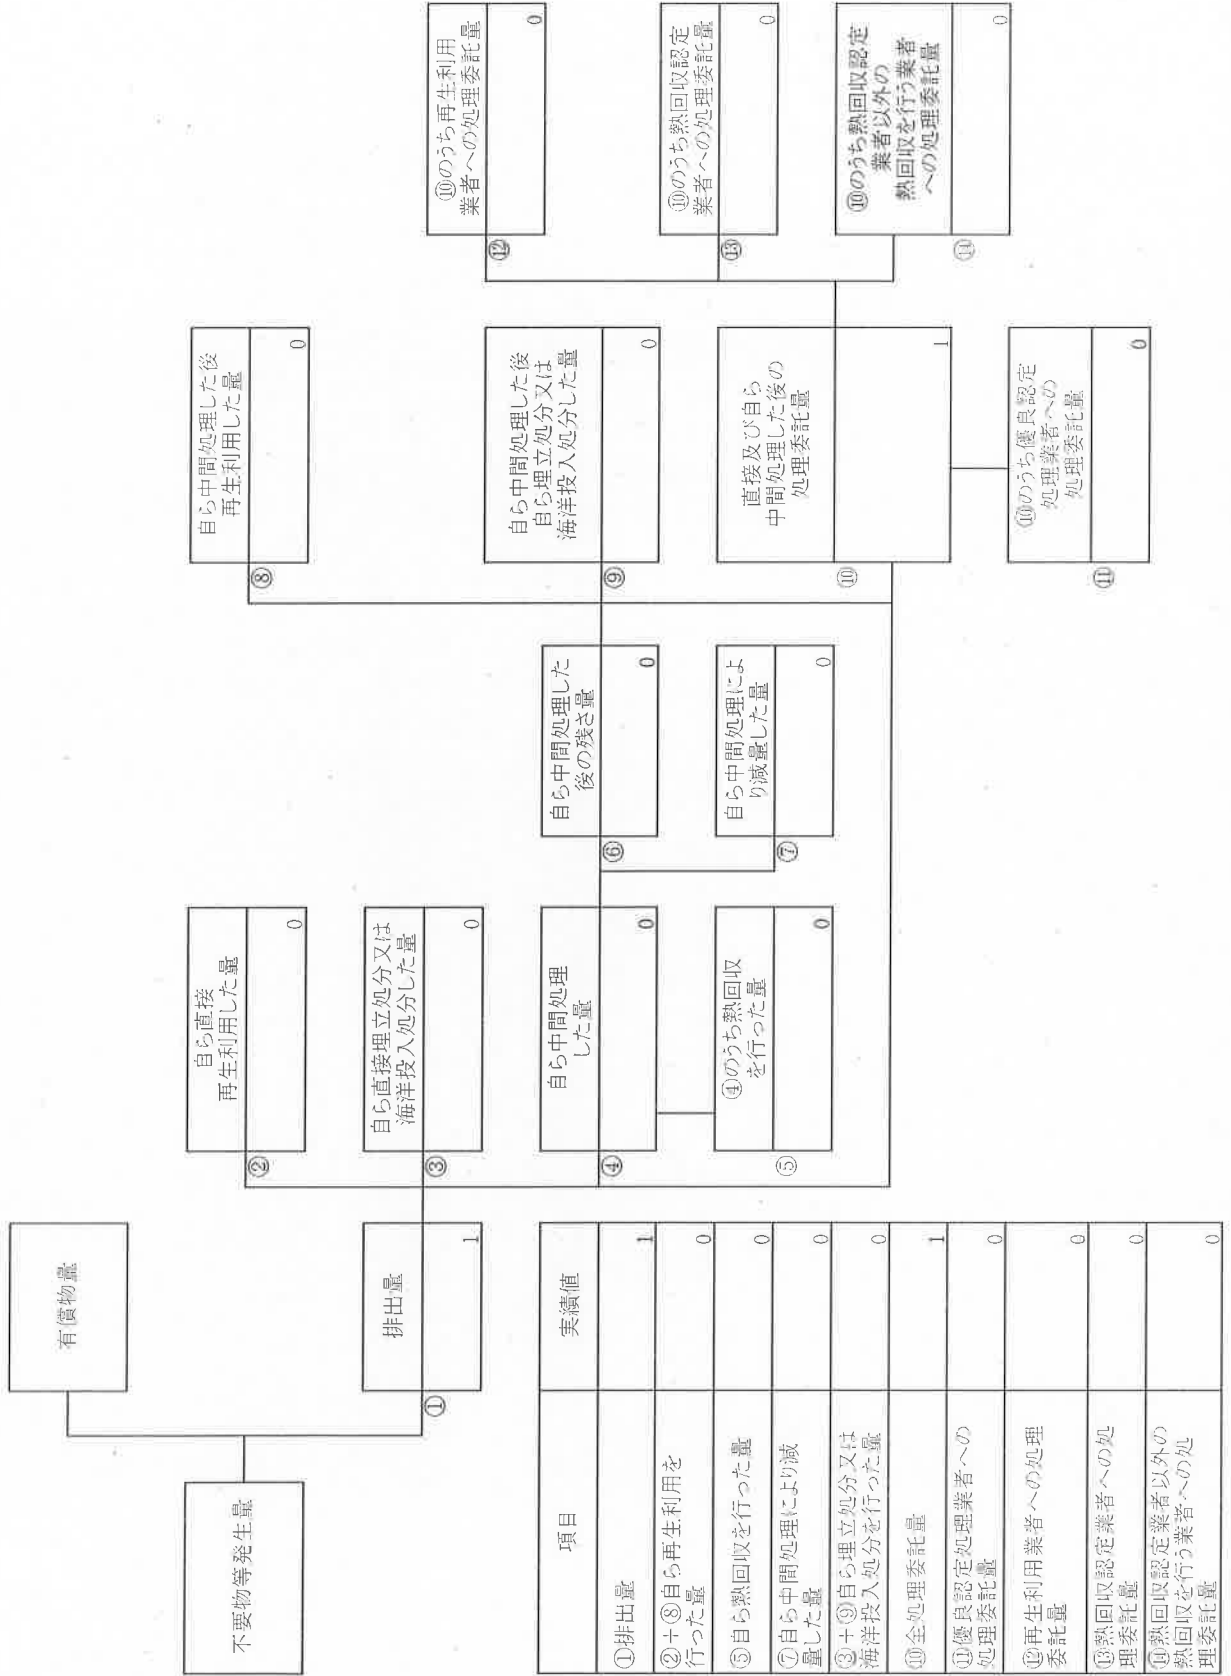 有償物量
不要物等発生量
①
排出量
1
②
自ら直接
再生利用した量
0
③
自ら直接埋立処分又は
海洋投入処分した量
0
④
自ら中間処理
した量
0
⑤
④のうち熱回収
を行った量
0
⑥
自ら中間処理した
後の残さ量
0
⑦
自ら中間処理によ
り減量した量
0
⑧
自ら中間処理した後
再生利用した量
0
⑨
自ら中間処理した後
自ら埋立処分又は
海洋投入処分した量
0
⑩
直接及び自ら
中間処理した後の
処理委託量
1
⑪
⑩のうち優良認定
処理業者への
処理委託量
0
⑫
⑩のうち再生利用
業者への処理委託量
0
⑬
⑩のうち熱回収認定
業者への処理委託量
0
⑭
⑩のうち熱回収認定
業者以外の
熱回収を行う業者
への処理委託量
0
項目 実績値
①排出量 1
②+⑧自ら再生利用を
行った量 0
⑤自ら熱回収を行った量 0
⑦自ら中間処理により減
量した量 0
③+⑨自ら埋立処分又は
海洋投入処分を行った量 0
⑩全処理委託量 1
⑪優良認定処理業者への
処理委託量 0
⑫再生利用業者への処理
委託量 0
⑬熱回収認定業者への処
理委託量 0
⑭熱回収認定業者以外の
熱回収を行う業者への処
理委託量 0